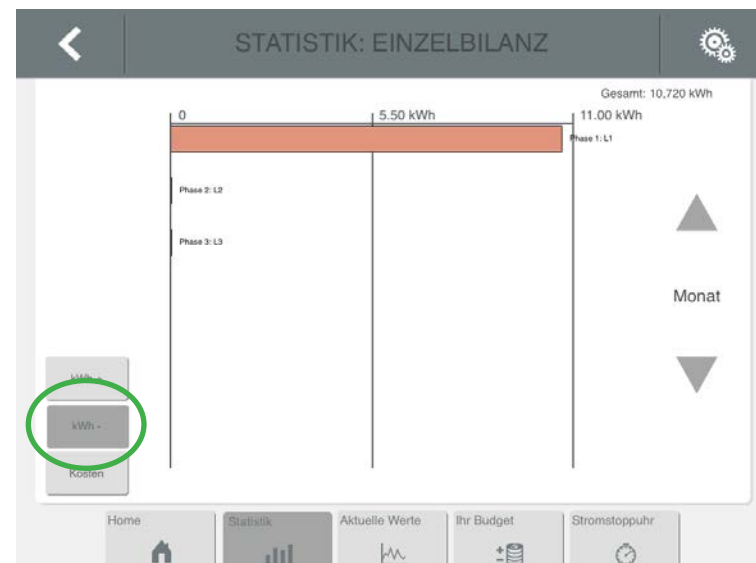 STATISTIK: EINZELBILANZ
Gesamt: 10,720 kWh
0 5.50 kWh 11.00 kWh
Phase 1: L1
Phase 2: L2
Phase 3: L3
Monat
kWh +
kWh -
Kosten
Home Statistik Aktuelle Werte Ihr Budget Stromstoppuhr